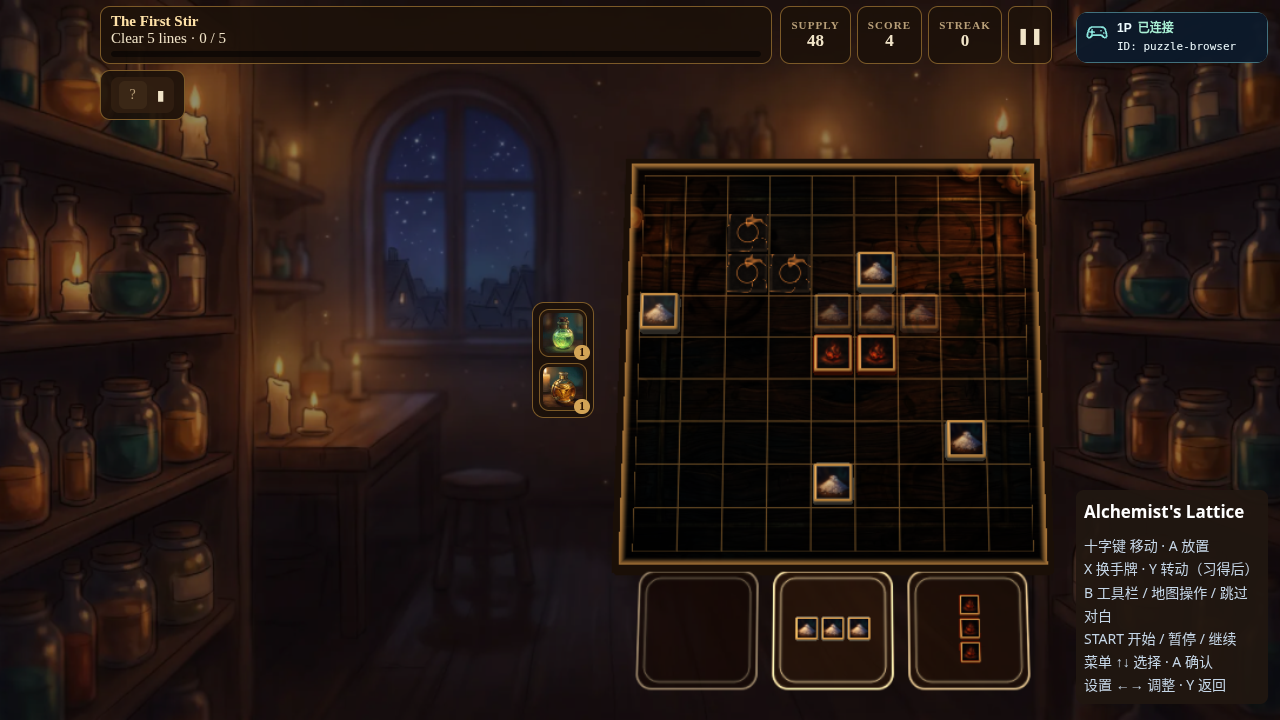 The First Stir
Clear 5 lines · 0 / 5
SUPPLY
48
SCORE
4
STREAK
0
1P 已连接
ID: puzzle-browser
?
1
1
Alchemist's Lattice
十字键 移动 · A 放置
X 换手牌 · Y 转动（习得后）
B 工具栏 / 地图操作 / 跳过
对白
START 开始 / 暂停 / 继续
菜单 ↑↓ 选择 · A 确认
设置 ←→ 调整 · Y 返回